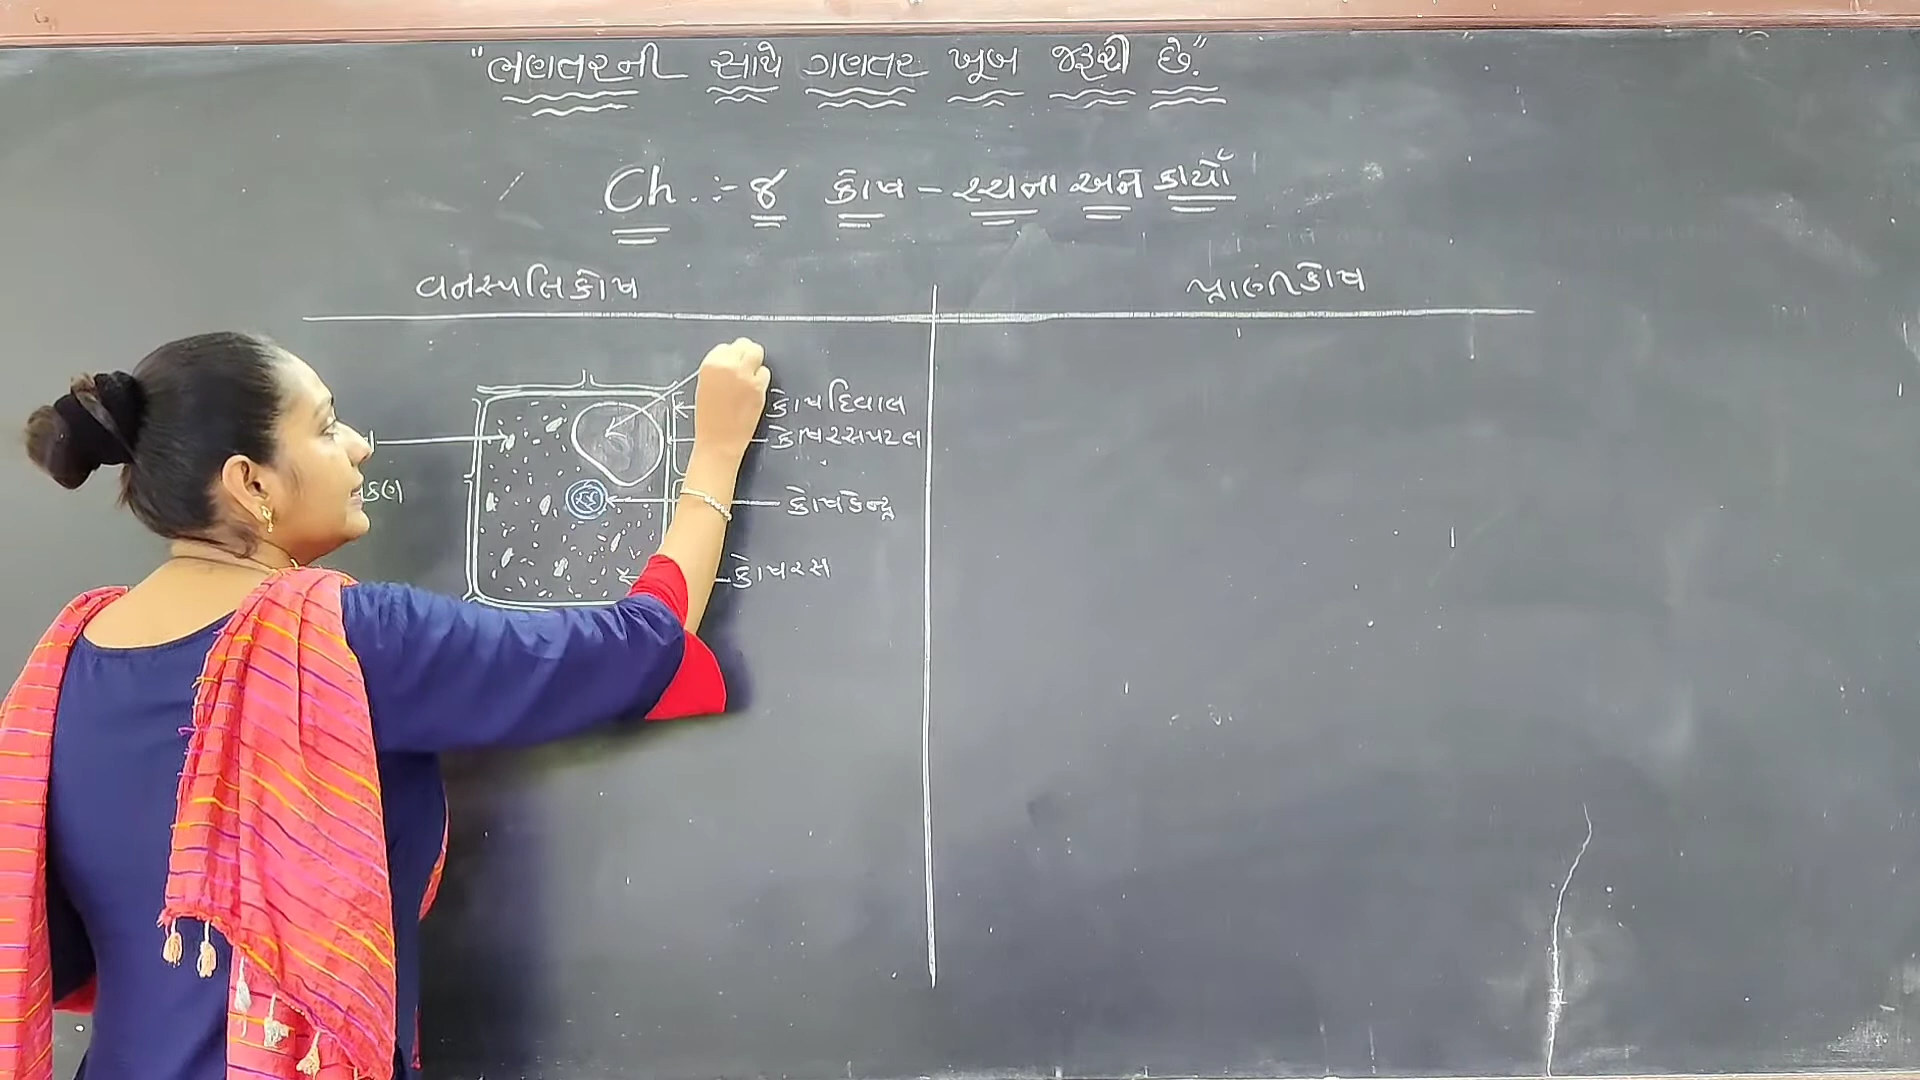 "ભણતરની સાથે ગણતર ખૂબ જરૂરી છે."
Ch. :- ૪ કોષ – રચના અને કાર્યો
વનસ્પતિકોષ
પ્રાણીકોષ
કોષદિવાલ
કોષરસપટલ
કોષકેન્દ્ર
કોષરસ